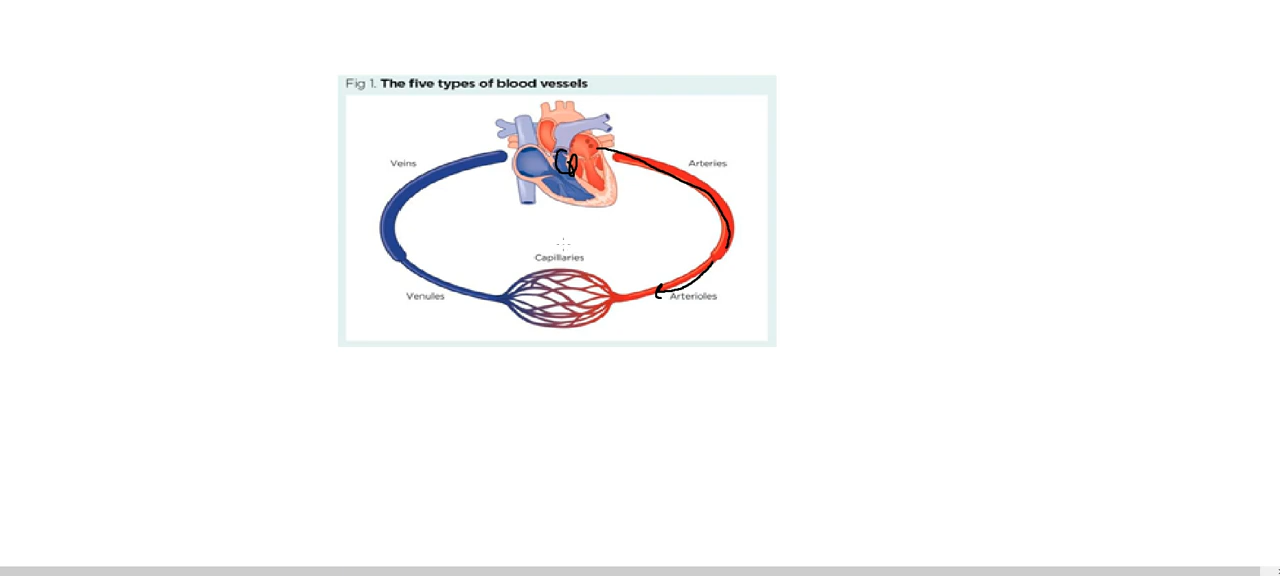 Fig 1. The five types of blood vessels
Veins
Arteries
Capillaries
Venules
Arterioles